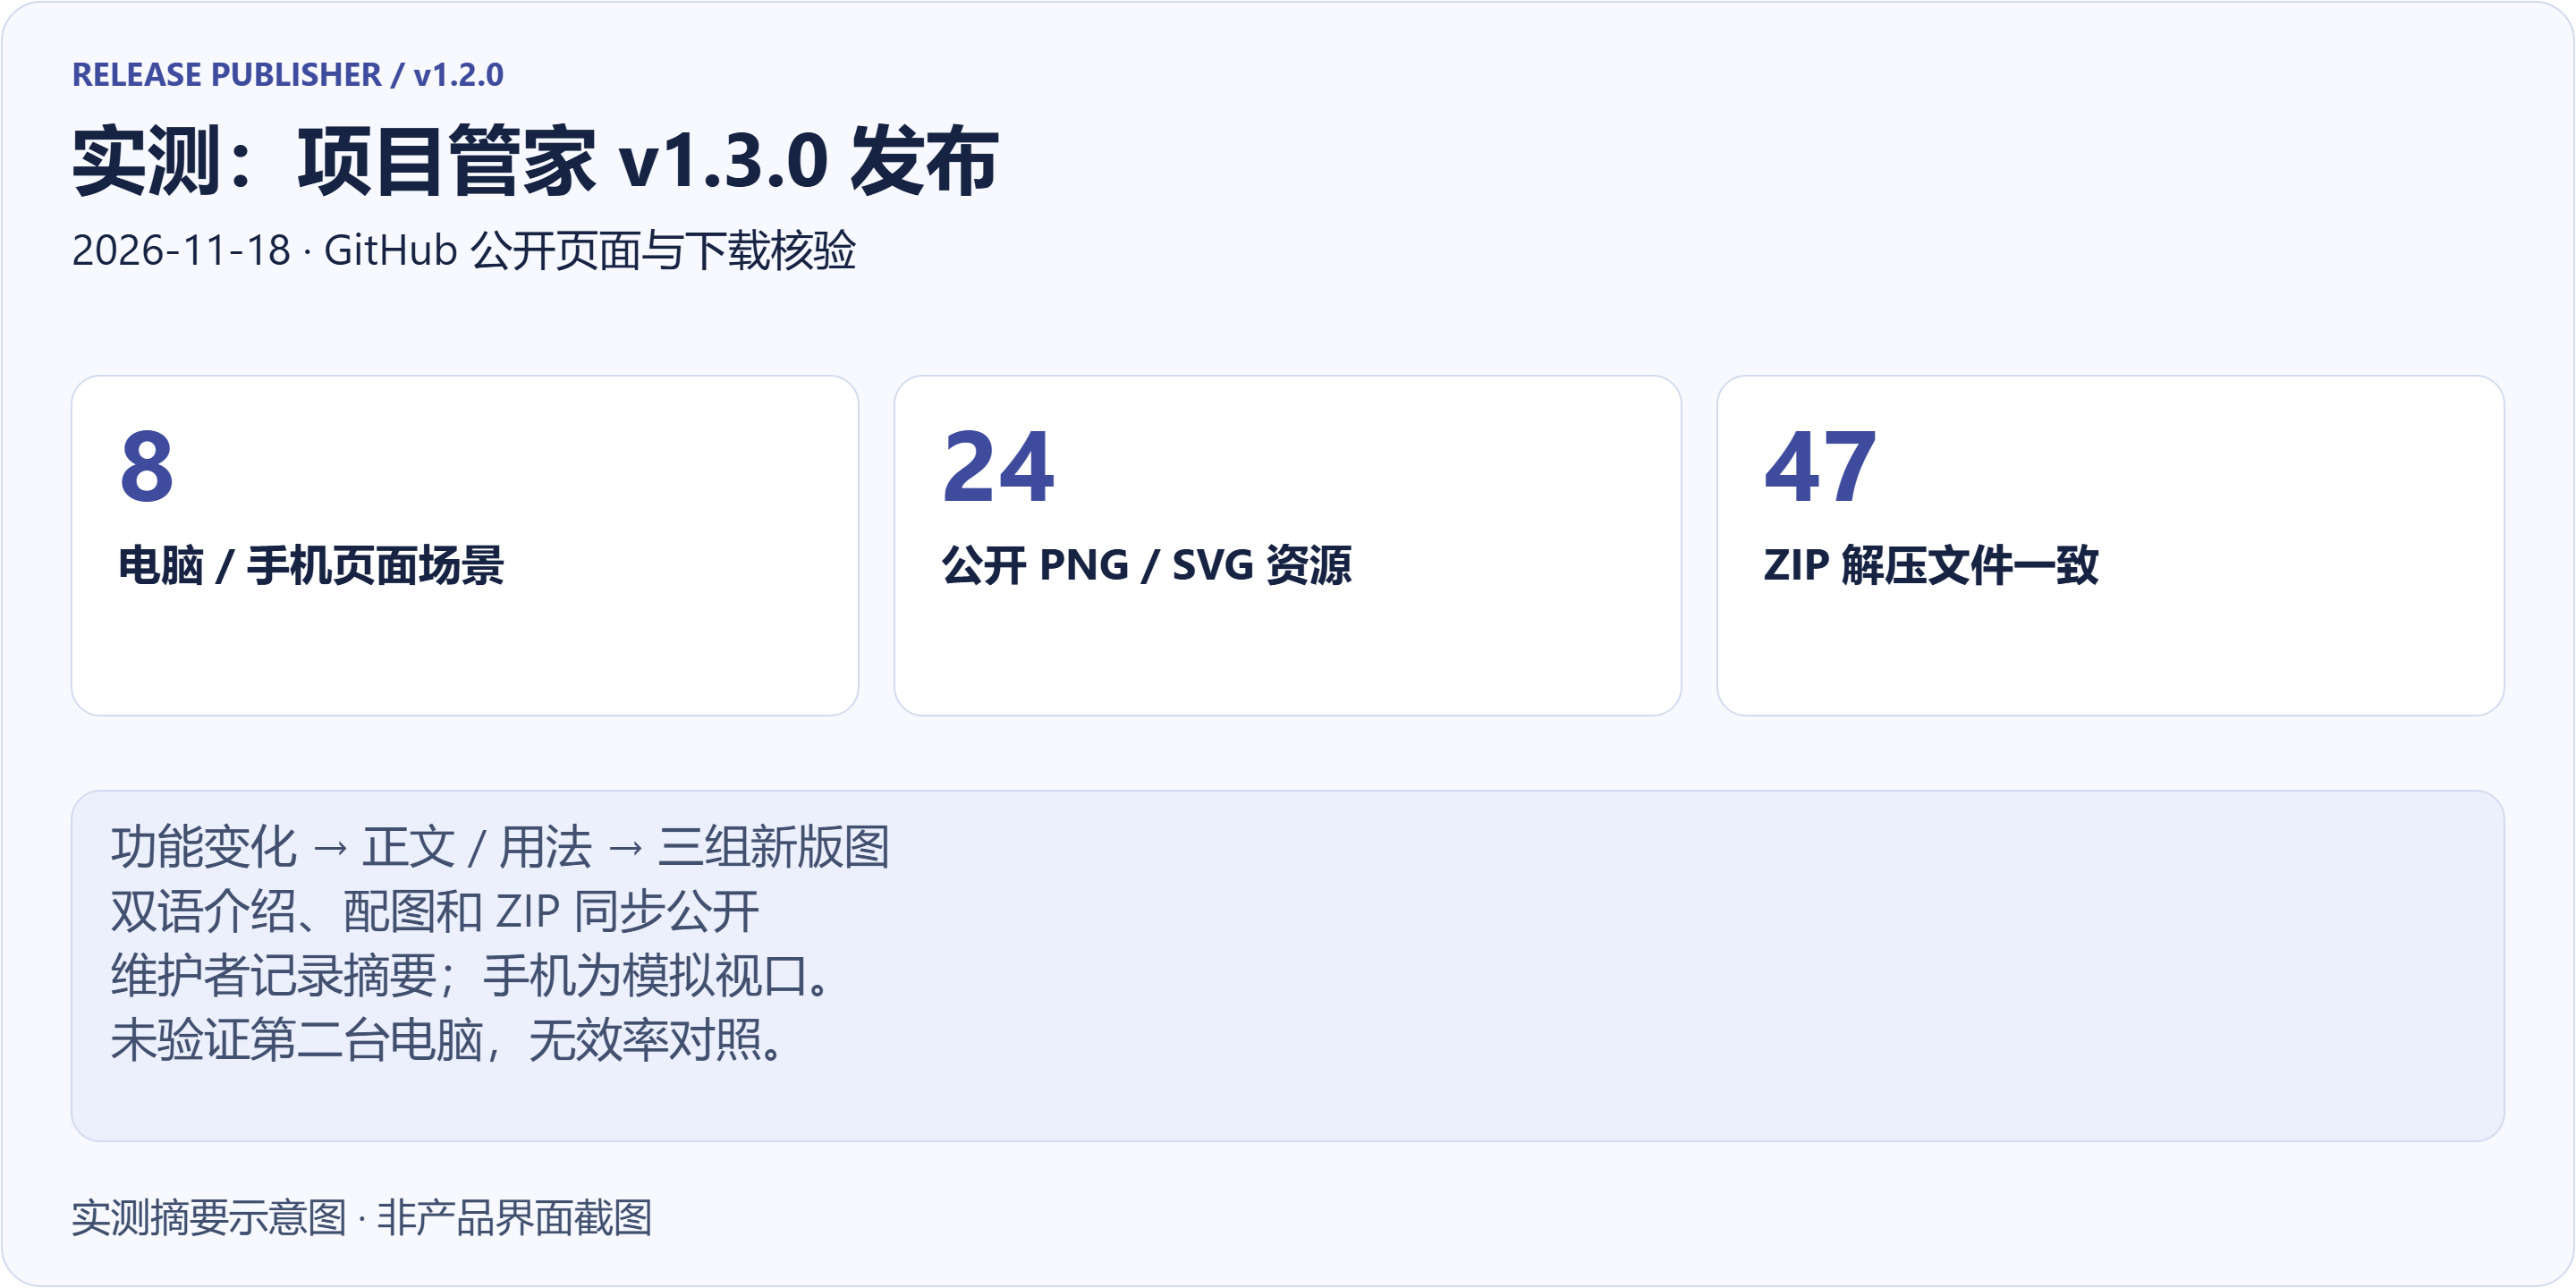 RELEASE PUBLISHER / v1.2.0
实测：项目管家 v1.3.0 发布
2026-11-18 · GitHub 公开页面与下载核验
8
电脑 / 手机页面场景
24
公开 PNG / SVG 资源
47
ZIP 解压文件一致
功能变化 → 正文 / 用法 → 三组新版图
双语介绍、配图和 ZIP 同步公开
维护者记录摘要；手机为模拟视口。
未验证第二台电脑，无效率对照。
实测摘要示意图 · 非产品界面截图